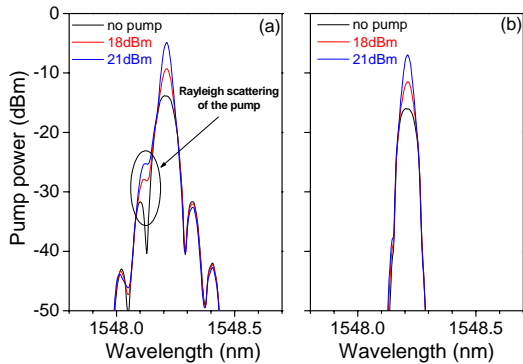 (a)
no pump
18dBm
21dBm
Rayleigh scattering
of the pump
0
-10
-20
-30
-40
-50
Pump power (dBm)
1548.0
1548.5
Wavelength (nm)
(b)
no pump
18dBm
21dBm
1548.0
1548.5
Wavelength (nm)